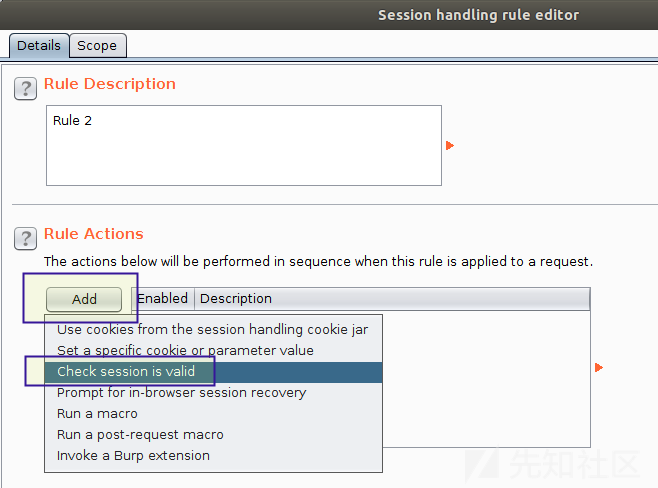 Session handling rule editor
Details
Scope
?
Rule Description
Rule 2
?
Rule Actions
The actions below will be performed in sequence when this rule is applied to a request.
Add
Enabled
Description
Use cookies from the session handling cookie jar
Set a specific cookie or parameter value
Check session is valid
Prompt for in-browser session recovery
Run a macro
Run a post-request macro
Invoke a Burp extension
先知社区